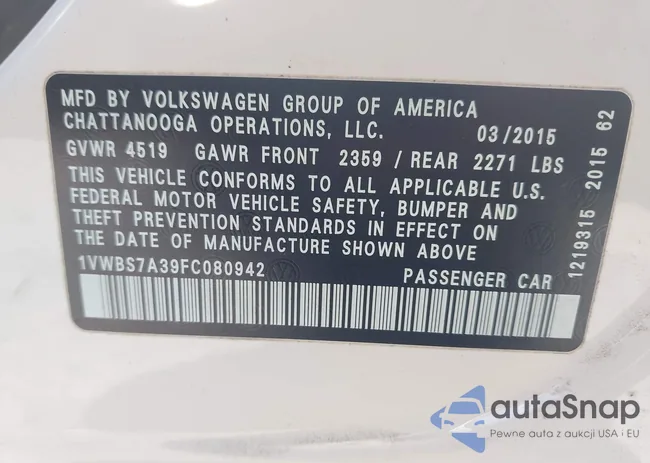 MFD BY VOLKSWAGEN GROUP OF AMERICA
CHATTANOOGA OPERATIONS, LLC. 03/2015
GVWR 4519 GAWR FRONT 2359 / REAR 2271 LBS
THIS VEHICLE CONFORMS TO ALL APPLICABLE U.S.
FEDERAL MOTOR VEHICLE SAFETY, BUMPER AND
THEFT PREVENTION STANDARDS IN EFFECT ON
THE DATE OF MANUFACTURE SHOWN ABOVE
1VWBS7A39FC080942 PASSENGER CAR
1219315 2015 62
autaSnap
Pewne auta z aukcji USA i EU